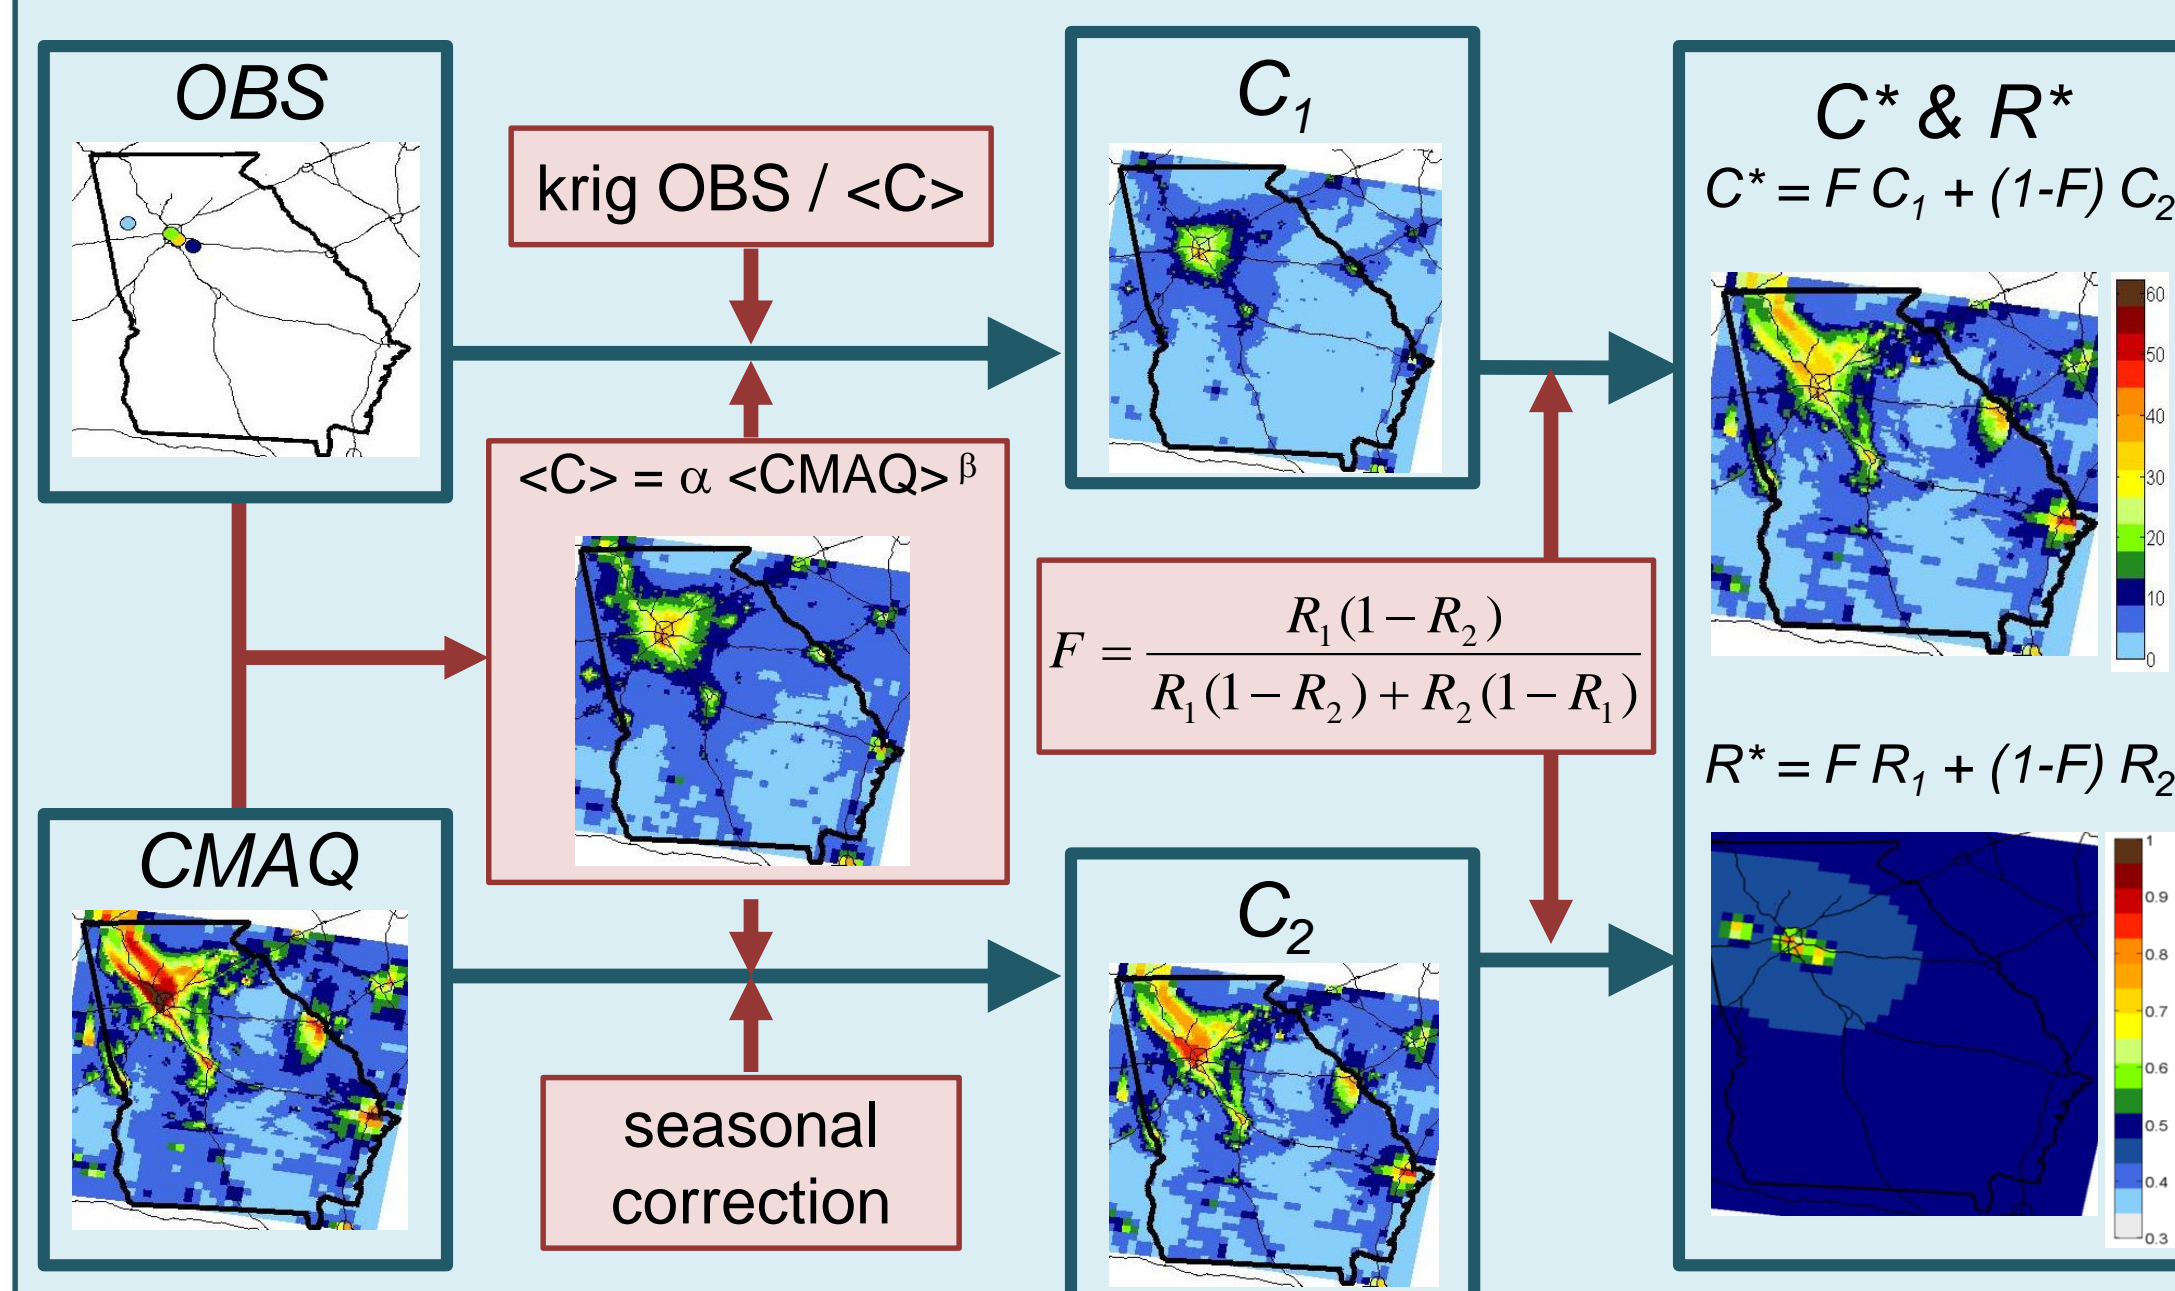 OBS
krig OBS / <C>
C₁
C* & R*
C* = F C₁ + (1-F) C₂
60
50
40
30
20
10
0
<C> = α <CMAQ> ᵝ
F = R₁(1 − R₂) / R₁(1 − R₂) + R₂(1 − R₁)
R* = F R₁ + (1-F) R₂
1
0.9
0.8
0.7
0.6
0.5
0.4
0.3
CMAQ
seasonal
correction
C₂